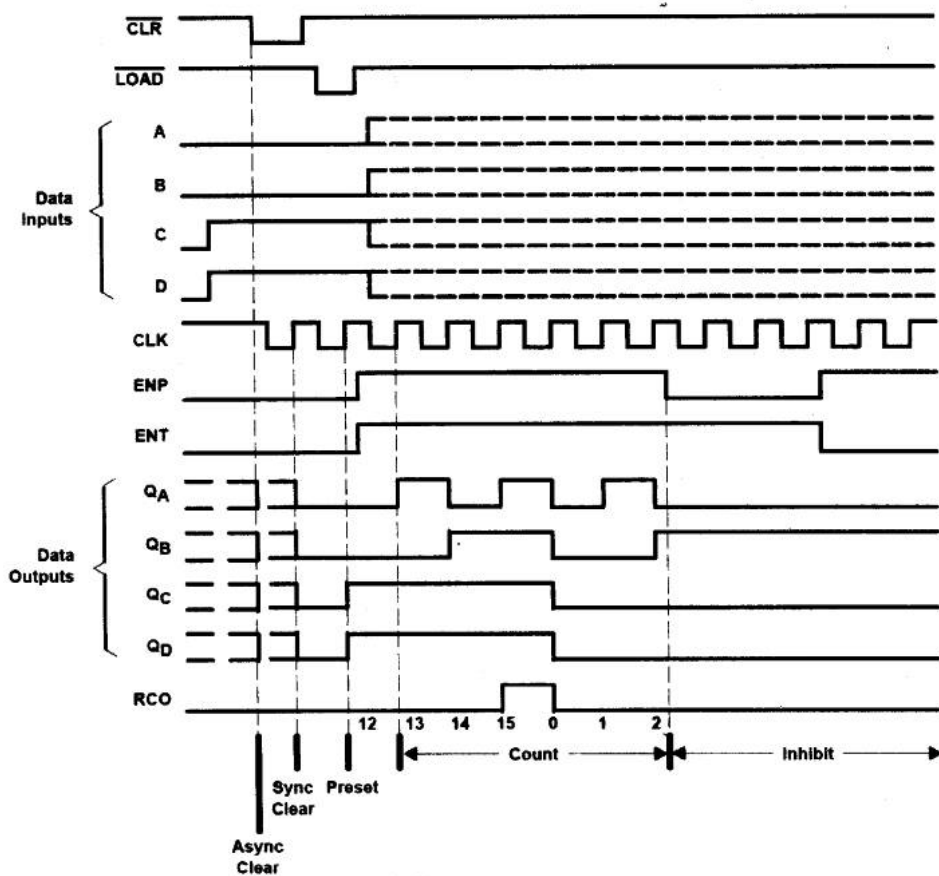 CLR
LOAD
A
B
Data
Inputs
C
D
CLK
ENP
ENT
QA
QB
Data
Outputs
QC
QD
RCO
12 13 14 15 0 1 2
Count Inhibit
Sync Preset
Clear
Async
Clear